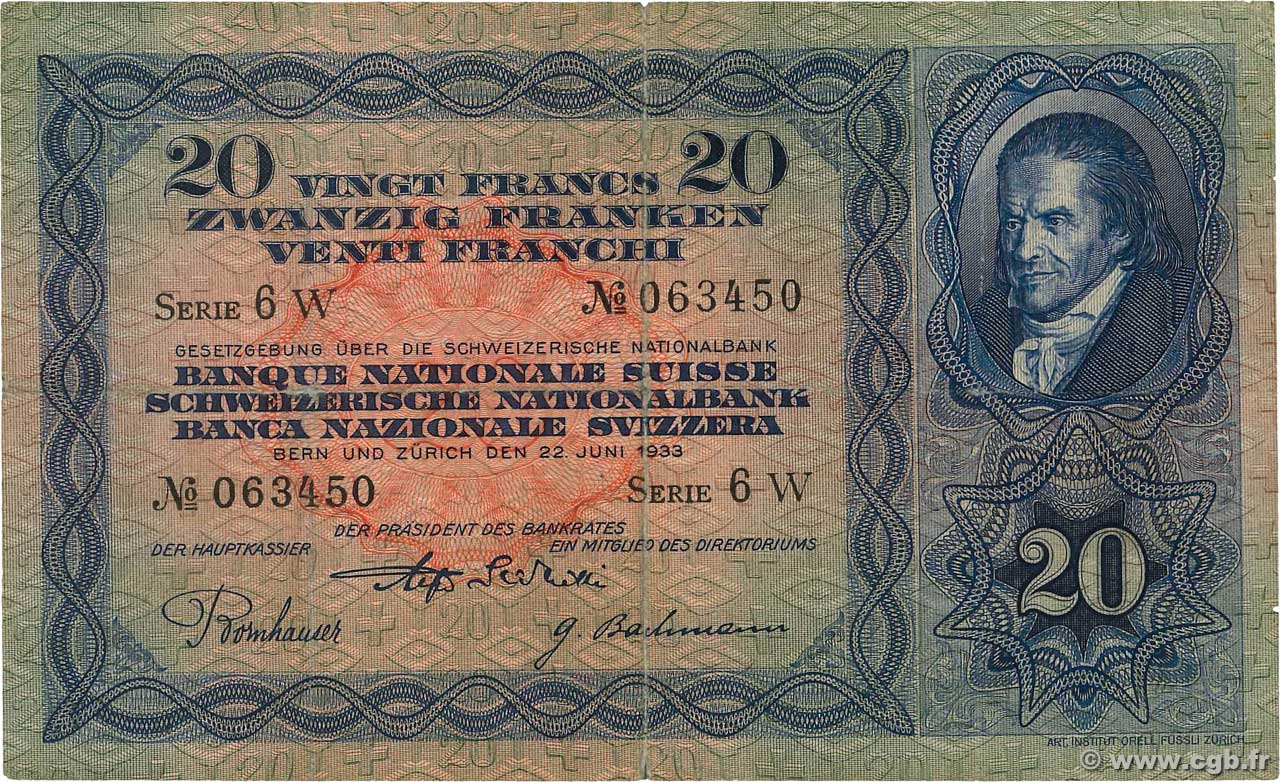 20 VINGT FRANCS 20
ZWANZIG FRANKEN
VENTI FRANCHI
SERIE 6 W № 063450
GESETZGEBUNG ÜBER DIE SCHWEIZERISCHE NATIONALBANK
BANQUE NATIONALE SUISSE
SCHWEIZERISCHE NATIONALBANK
BANCA NAZIONALE SVIZZERA
BERN UND ZÜRICH DEN 22. JUNI 1933
№ 063450 SERIE 6 W
DER PRÄSIDENT DES BANKRATES
DER HAUPTKASSIER EIN MITGLIED DES DIREKTORIUMS
Bornhauser G. Bachmann
20
ART. INSTITUT ORELL FÜSSLI ZÜRICH
© www.cgb.fr